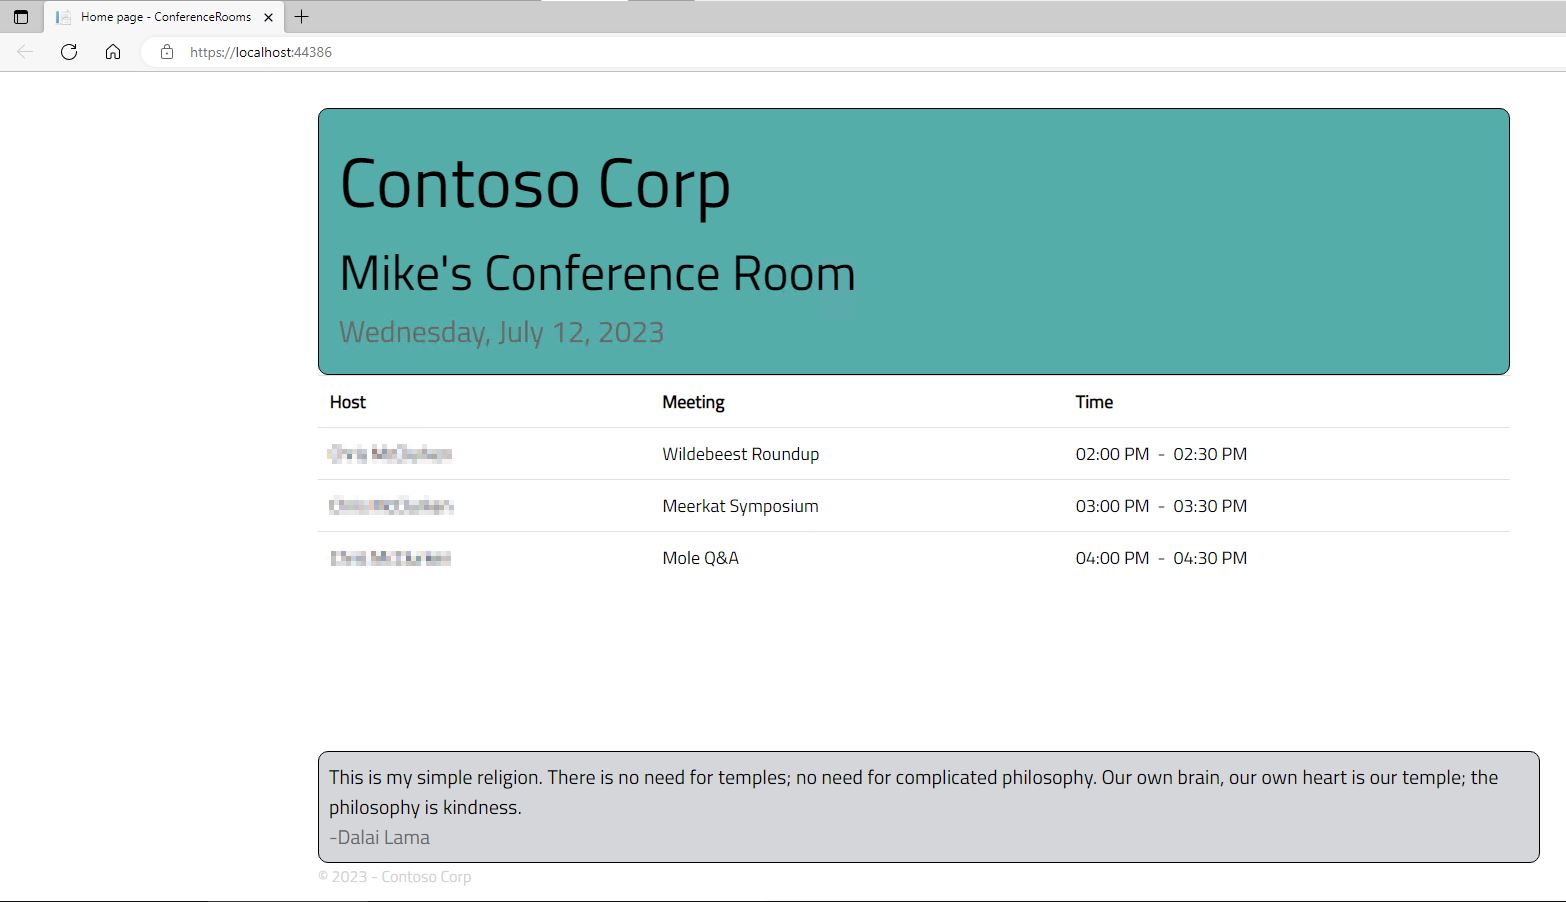 Home page - ConferenceRooms
https://localhost:44386
Contoso Corp
Mike's Conference Room
Wednesday, July 12, 2023
Host Meeting Time
Wildebeest Roundup 02:00 PM - 02:30 PM
Meerkat Symposium 03:00 PM - 03:30 PM
Mole Q&A 04:00 PM - 04:30 PM
This is my simple religion. There is no need for temples; no need for complicated philosophy. Our own brain, our own heart is our temple; the
philosophy is kindness.
-Dalai Lama
© 2023 - Contoso Corp